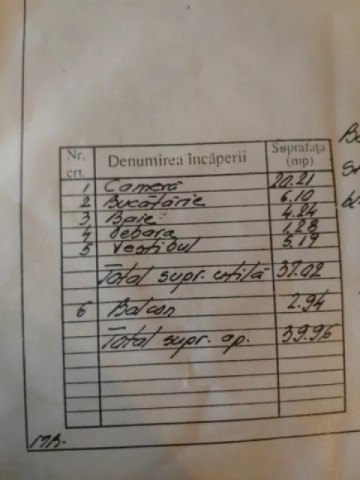 Nr. crt. Denumirea încăperii Suprafața (mp)
1 Cameră 20.21
2 Bucătărie 6.10
3 Baie 4.24
4 Debara 1.28
5 Vestibul 5.19
Total supr. utilă 37.02
6 Balcon 2.94
Total supr. ap. 39.96